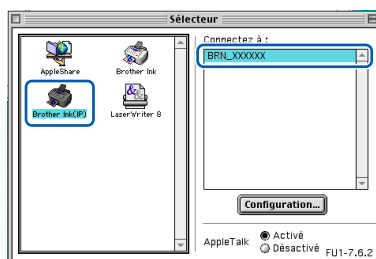 Sélecteur
AppleShare
Brother Ink
Brother Ink(IP)
LaserWriter 8
Connectez à :
BRN_XXXXXX
Configuration...
AppleTalk
Activé
Désactivé
FU1-7.6.2